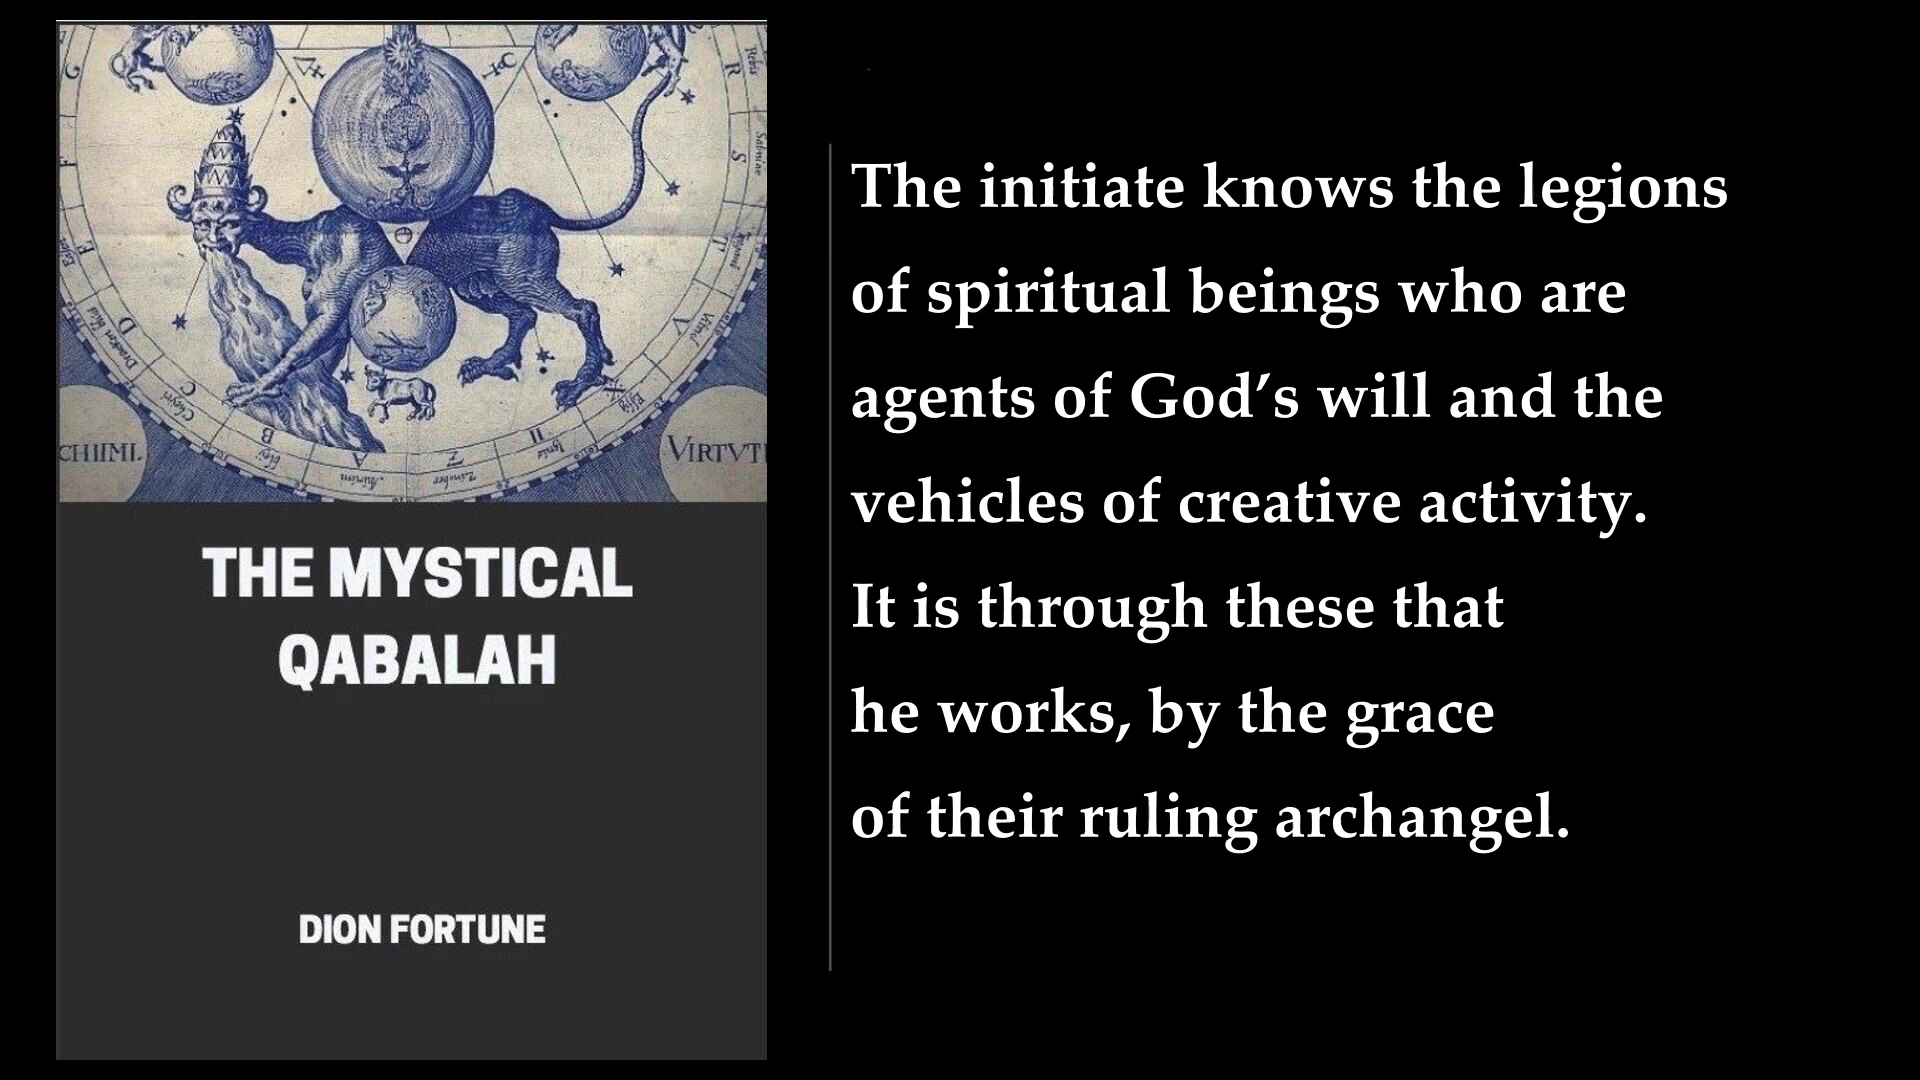 THE MYSTICAL
QABALAH
DION FORTUNE
CHIIMI.
VIRTVTI
The initiate knows the legions
of spiritual beings who are
agents of God’s will and the
vehicles of creative activity.
It is through these that
he works, by the grace
of their ruling archangel.